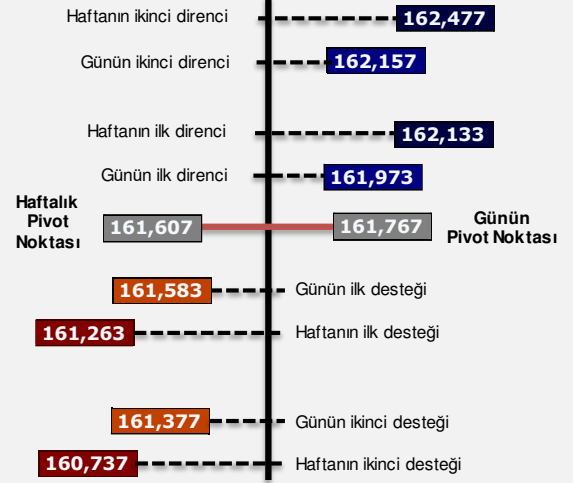 Haftanın ikinci direnci 162,477
Günün ikinci direnci 162,157
Haftanın ilk direnci 162,133
Günün ilk direnci 161,973
Haftalık
Pivot
Noktası
161,607
161,767
Günün
Pivot Noktası
161,583 Günün ilk desteği
161,263 Haftanın ilk desteği
161,377 Günün ikinci desteği
160,737 Haftanın ikinci desteği